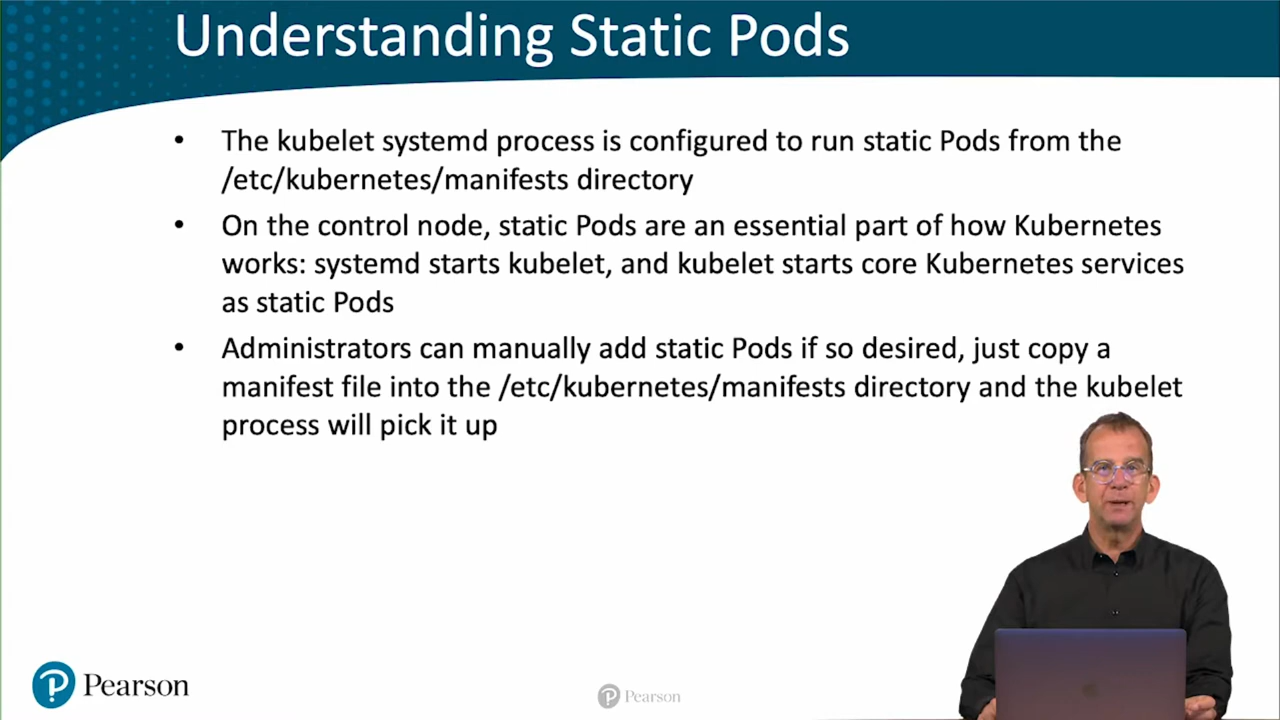 Understanding Static Pods
• The kubelet systemd process is configured to run static Pods from the
/etc/kubernetes/manifests directory
• On the control node, static Pods are an essential part of how Kubernetes
works: systemd starts kubelet, and kubelet starts core Kubernetes services
as static Pods
• Administrators can manually add static Pods if so desired, just copy a
manifest file into the /etc/kubernetes/manifests directory and the kubelet
process will pick it up
Pearson
Pearson